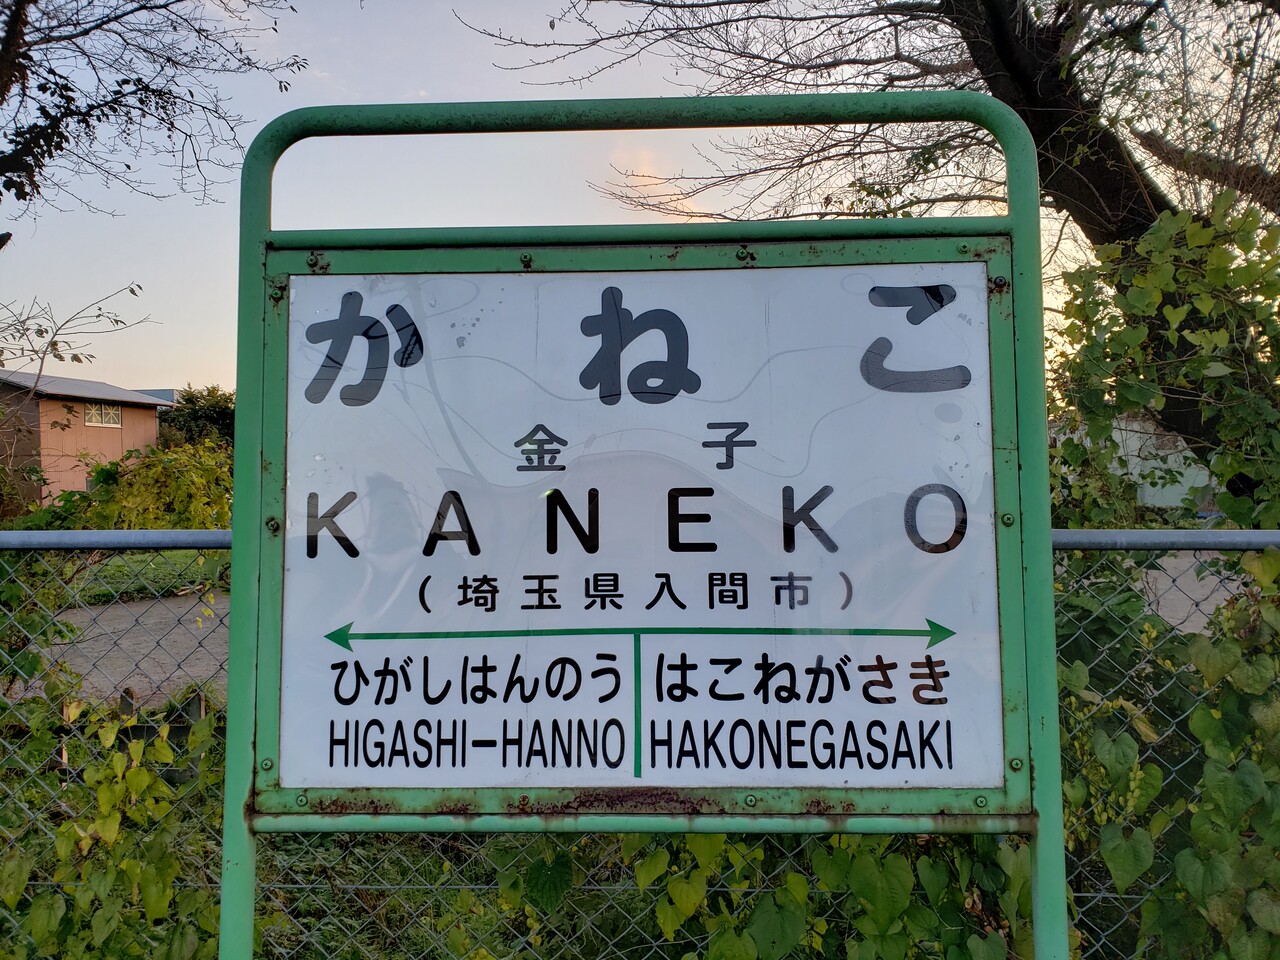 かねこ
金子
KANEKO
(埼玉県入間市)
ひがしはんのう はこねがさき
HIGASHI-HANNO HAKONEGASAKI